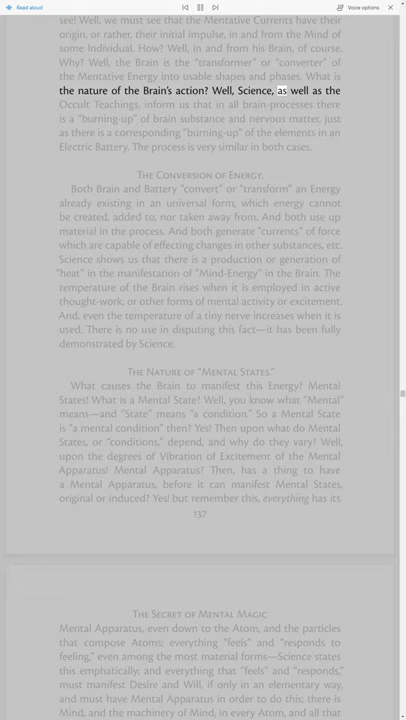 Read aloud
Voice options
see! Well, we must see that the Mentative Currents have their
origin, or rather, their initial impulse, in and from the Mind of
some Individual. How? Well, in and from his Brain, of course.
Why? Well, the Brain is the "transformer" or "converter" of
the Mentative Energy into usable shapes and phases. What is
the nature of the Brain's action? Well, Science, as well as the
Occult Teachings, inform us that in all brain-processes there
is a "burning-up" of brain substance and nervous matter, just
as there is a corresponding "burning-up" of the elements in an
Electric Battery. The process is very similar in both cases.
The Conversion of Energy.
Both Brain and Battery "convert" or "transform" an Energy
already existing in an universal form, which energy cannot
be created, added to, nor taken away from. And both use up
material in the process. And both generate "currents" of force
which are capable of effecting changes in other substances, etc.
Science shows us that there is a production or generation of
"heat" in the manifestation of "Mind-Energy" in the Brain. The
temperature of the Brain rises when it is employed in active
thought-work, or other forms of mental activity or excitement.
And, even the temperature of a tiny nerve increases when it is
used. There is no use in disputing this fact—it has been fully
demonstrated by Science.
The Nature of "Mental States."
What causes the Brain to manifest this Energy? Mental
States! What is a Mental State? Well, you know what "Mental"
means—and "State" means "a condition." So a Mental State
is "a mental condition" then? Yes! Then upon what do Mental
States, or "conditions," depend, and why do they vary? Well,
upon the degrees of Vibration of Excitement of the Mental
Apparatus! Mental Apparatus? Then, has a thing to have
a Mental Apparatus, before it can manifest Mental States,
original or induced? Yes! but remember this, everything has its
237
The Secret of Mental Magic
Mental Apparatus, even down to the Atom, and the particles
that compose Atoms; everything "feels" and "responds to
feeling," even among the most material forms—Science states
this emphatically; and everything that "feels" and "responds,"
must manifest Desire and Will, if only in an elementary way,
and must have Mental Apparatus in order to do this; there is
Mind, and the machinery of Mind, in every Atom, and all that